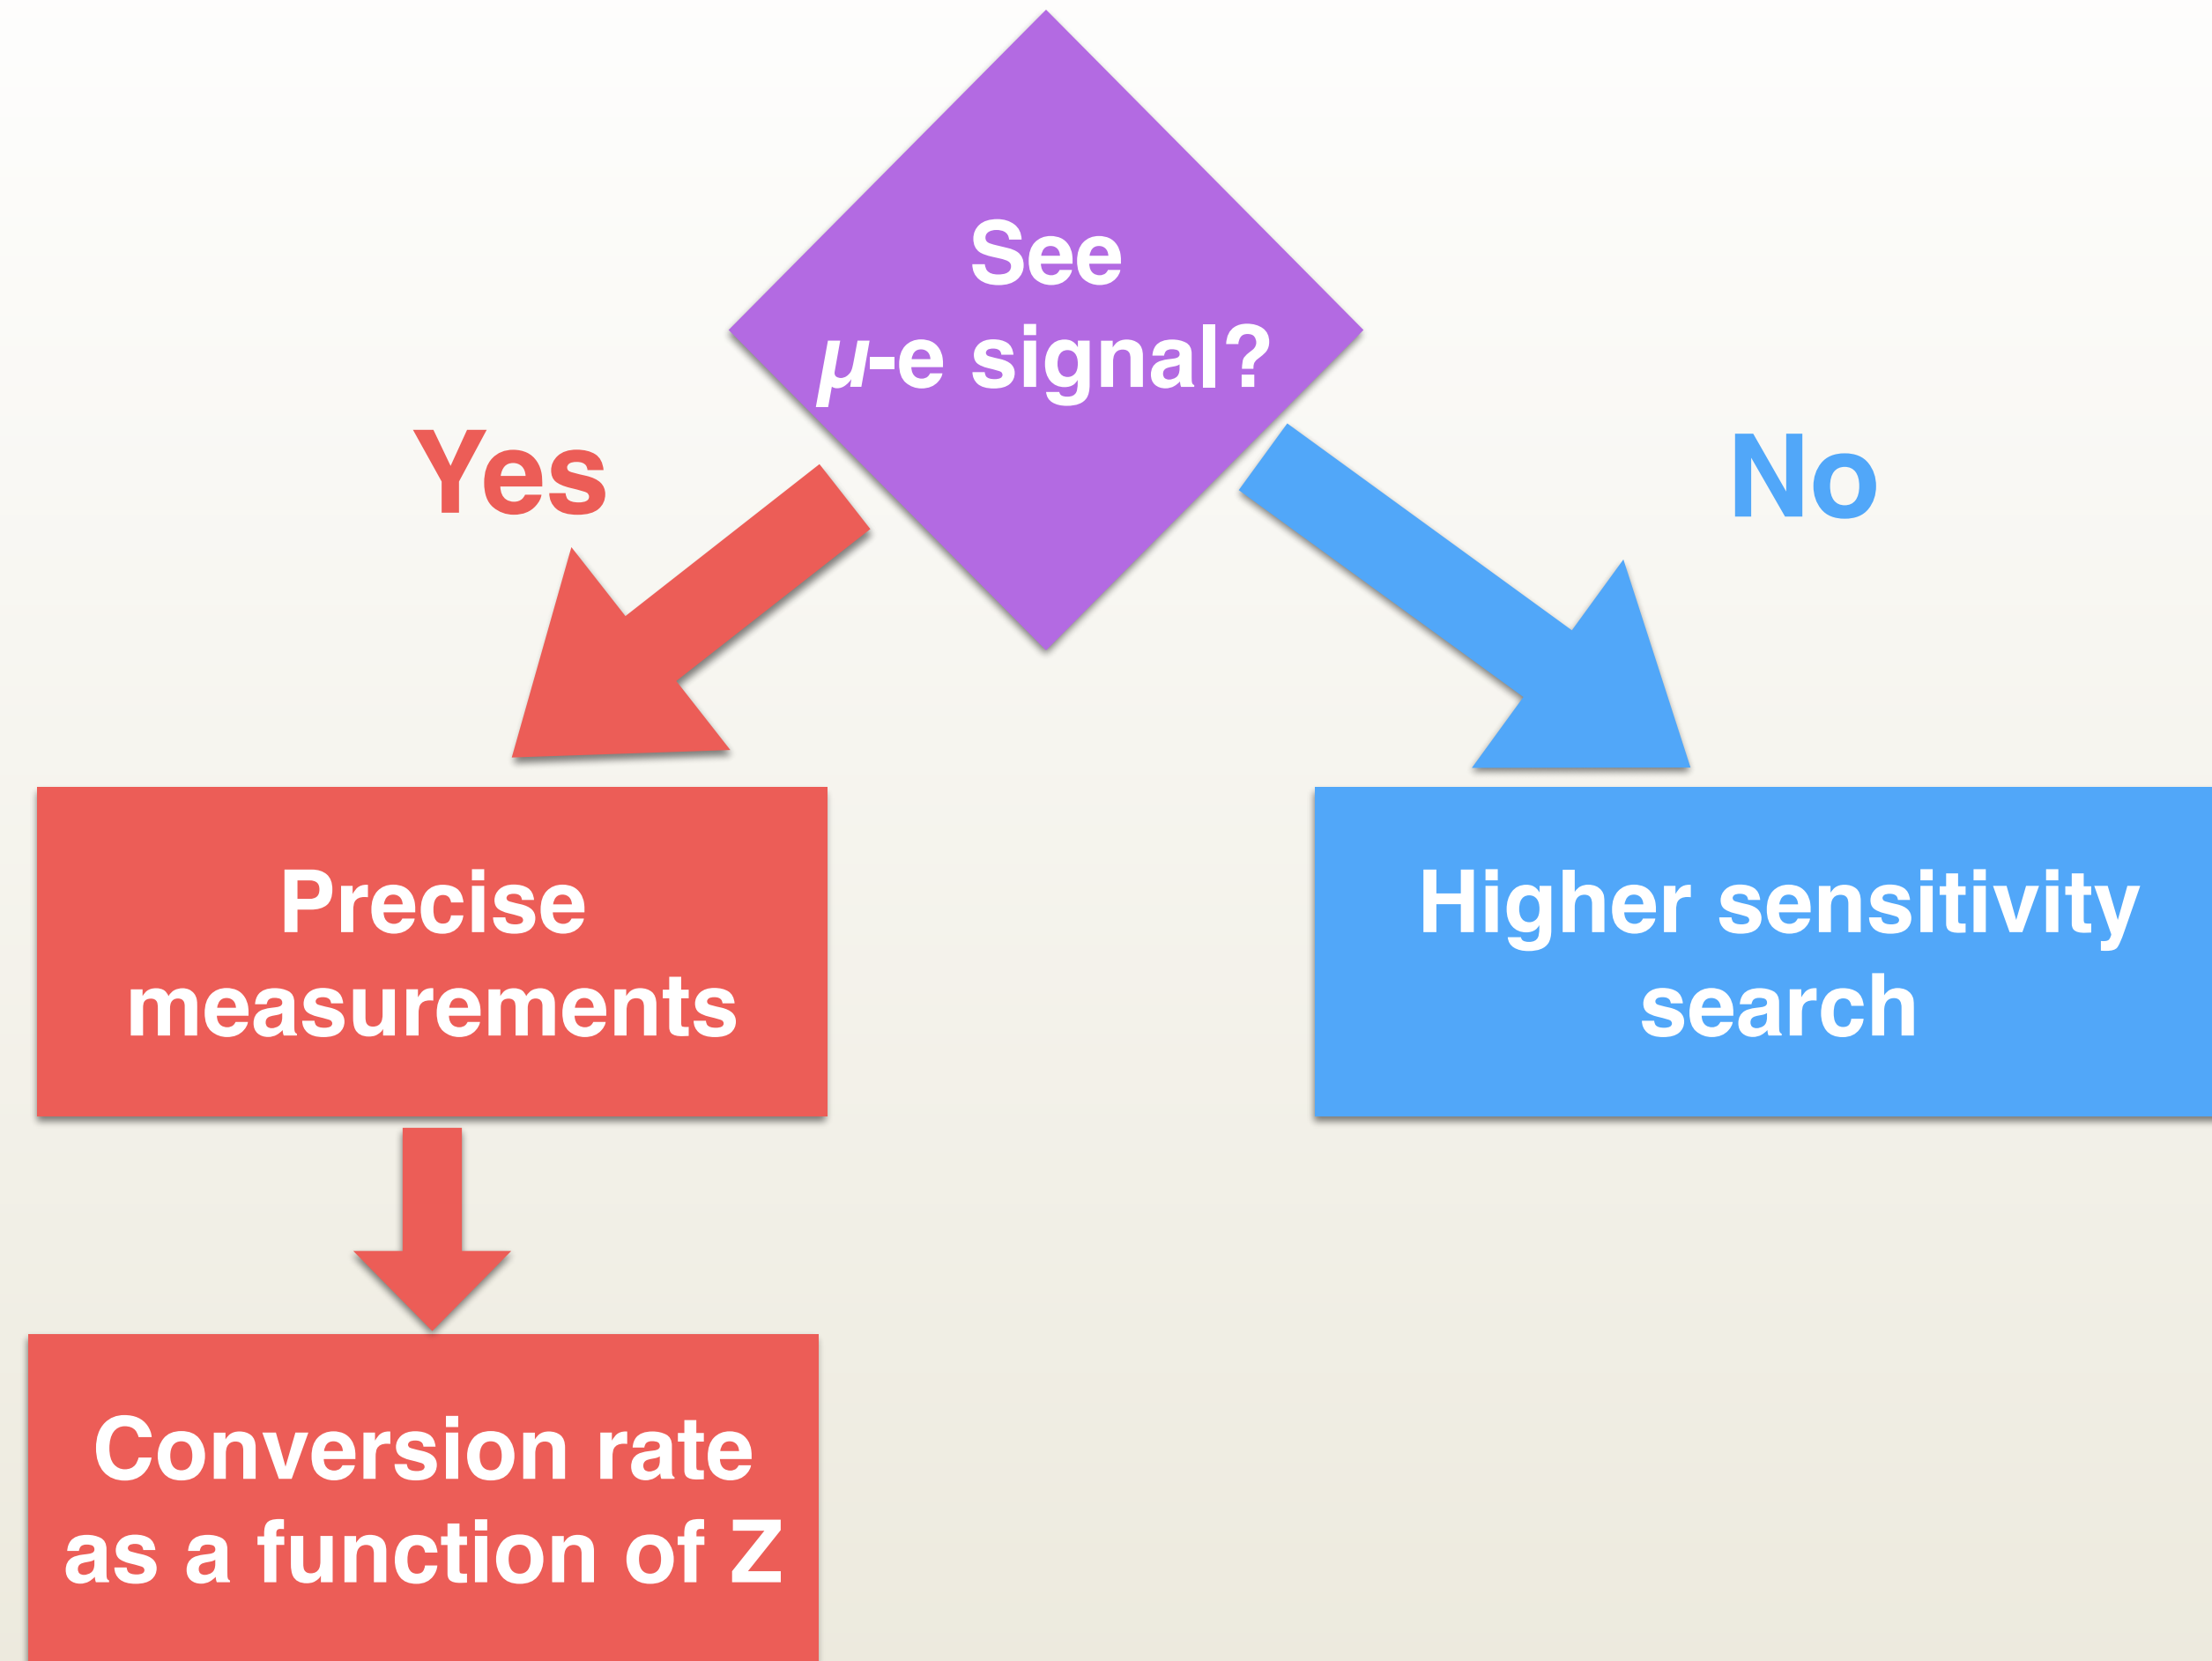 See
μ-e signal?
Yes
No
Precise
measurements
Higher sensitivity
search
Conversion rate
as a function of Z